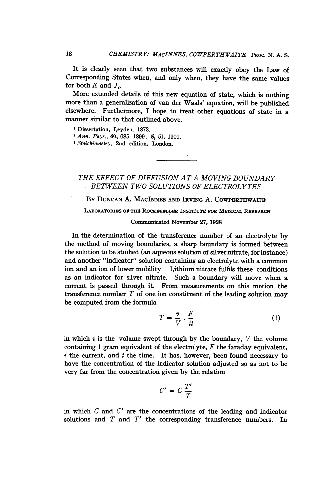 18 CHEMISTRY: MACINNES, COWPERTHWAITE PROC. N. A. S.
It is clearly seen that two substances will exactly obey the Law of
Corresponding States when, and only when, they have the same values
for both K and
More extended details of this new equation of state, which is nothing
more than a generalization of van der Waals' equation, will be published
elsewhere. Furthermore, I hope to treat other equations of state in a
manner similar to that outlined above.
1 Dissertation, Leyden, 1873.
2 Ann. Phys.,
3 Stoichiometry, 2nd edition, London.
THE EFFECT OF DIFFUSION AT A MOVING BOUNDARY
BETWEEN TWO SOLUTIONS OF ELECTROLYTES
BY DUNCAN A. MACINNES AND IRVING A. COWPERTHWAITE
LABORATORIES OF THE ROCKEFELLER INSTITUTE FOR MEDICAL RESEARCH
Communicated November 27, 1928
In the determination of the transference number of an electrolyte by
the method of moving boundaries, a sharp boundary is formed between
the solution to be studied (an aqueous solution of silver nitrate, for instance)
and another "indicator" solution containing an electrolyte with a common
ion and an ion of lower mobility. Lithium nitrate fulfils these conditions
as an indicator for silver nitrate. Such a boundary will move when a
current is passed through it. From measurements on this motion the
transference number T of one ion constituent of the leading solution may
be computed from the formula
T = v/V · F/it (1)
in which v is the volume swept through by the boundary, V the volume
containing 1 gram equivalent of the electrolyte, F the faraday equivalent,
i the current, and t the time. It has, however, been found necessary to
have the concentration of the indicator solution adjusted so as not to be
very far from the concentration given by the relation
C' = C T'/T
in which C and C' are the concentrations of the leading and indicator
solutions and T and T' the corresponding transference numbers. In